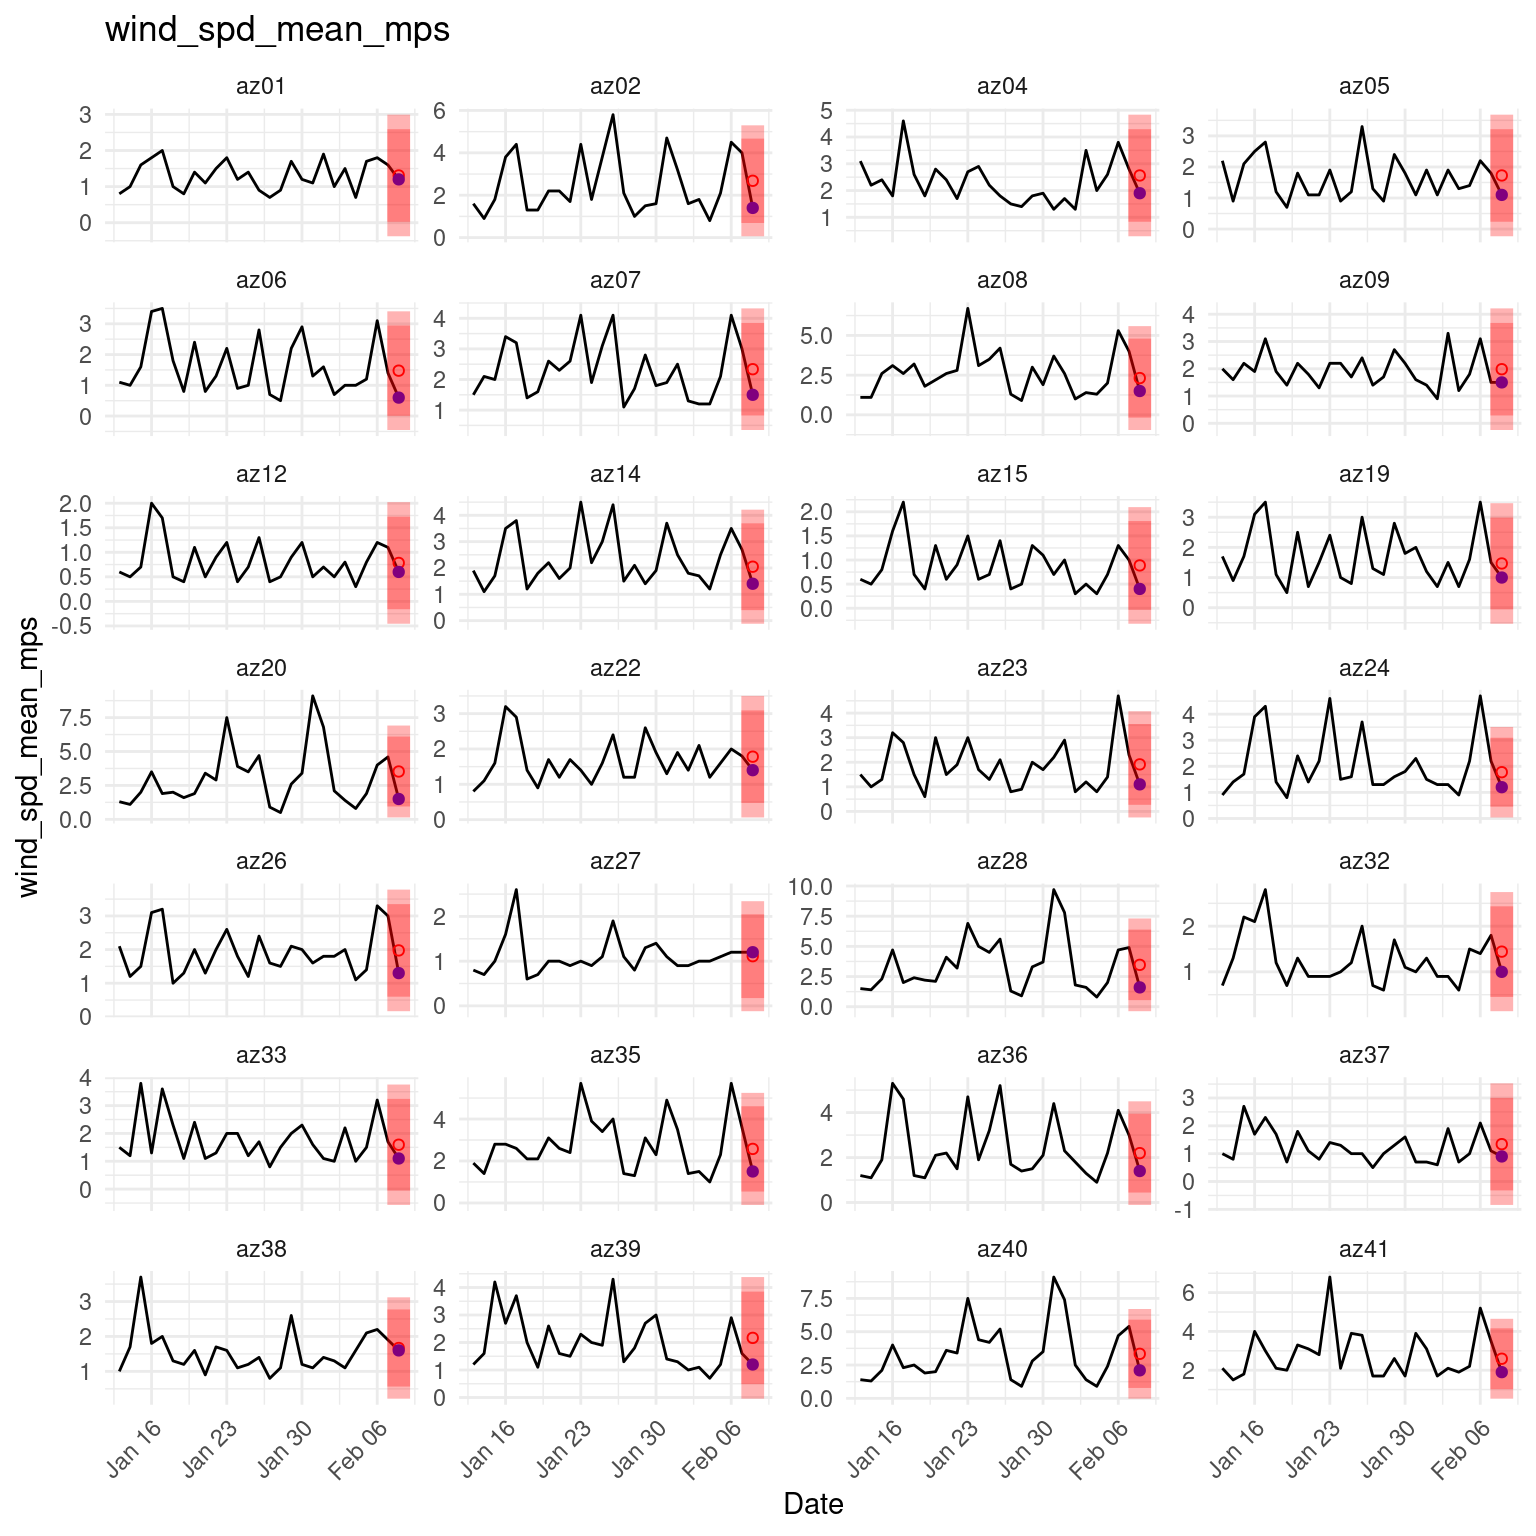 wind_spd_mean_mps
az01 az02 az04 az05
3 2 1 0
6 4 2 0
5 4 3 2 1
3 2 1 0
az06 az07 az08 az09
3 2 1 0
4 3 2 1
5.0 2.5 0.0
4 3 2 1 0
az12 az14 az15 az19
2.0 1.5 1.0 0.5 0.0 -0.5
4 3 2 1 0
2.0 1.5 1.0 0.5 0.0
3 2 1 0
az20 az22 az23 az24
7.5 5.0 2.5 0.0
3 2 1 0
4 3 2 1 0
4 3 2 1 0
az26 az27 az28 az32
3 2 1 0
2 1 0
10.0 7.5 5.0 2.5 0.0
2 1
az33 az35 az36 az37
4 3 2 1 0
4 2 0
4 2 0
3 2 1 0 -1
az38 az39 az40 az41
3 2 1
4 3 2 1 0
7.5 5.0 2.5 0.0
6 4 2
wind_spd_mean_mps
Jan 16 Jan 23 Jan 30 Feb 06 Jan 16 Jan 23 Jan 30 Feb 06 Jan 16 Jan 23 Jan 30 Feb 06 Jan 16 Jan 23 Jan 30 Feb 06
Date